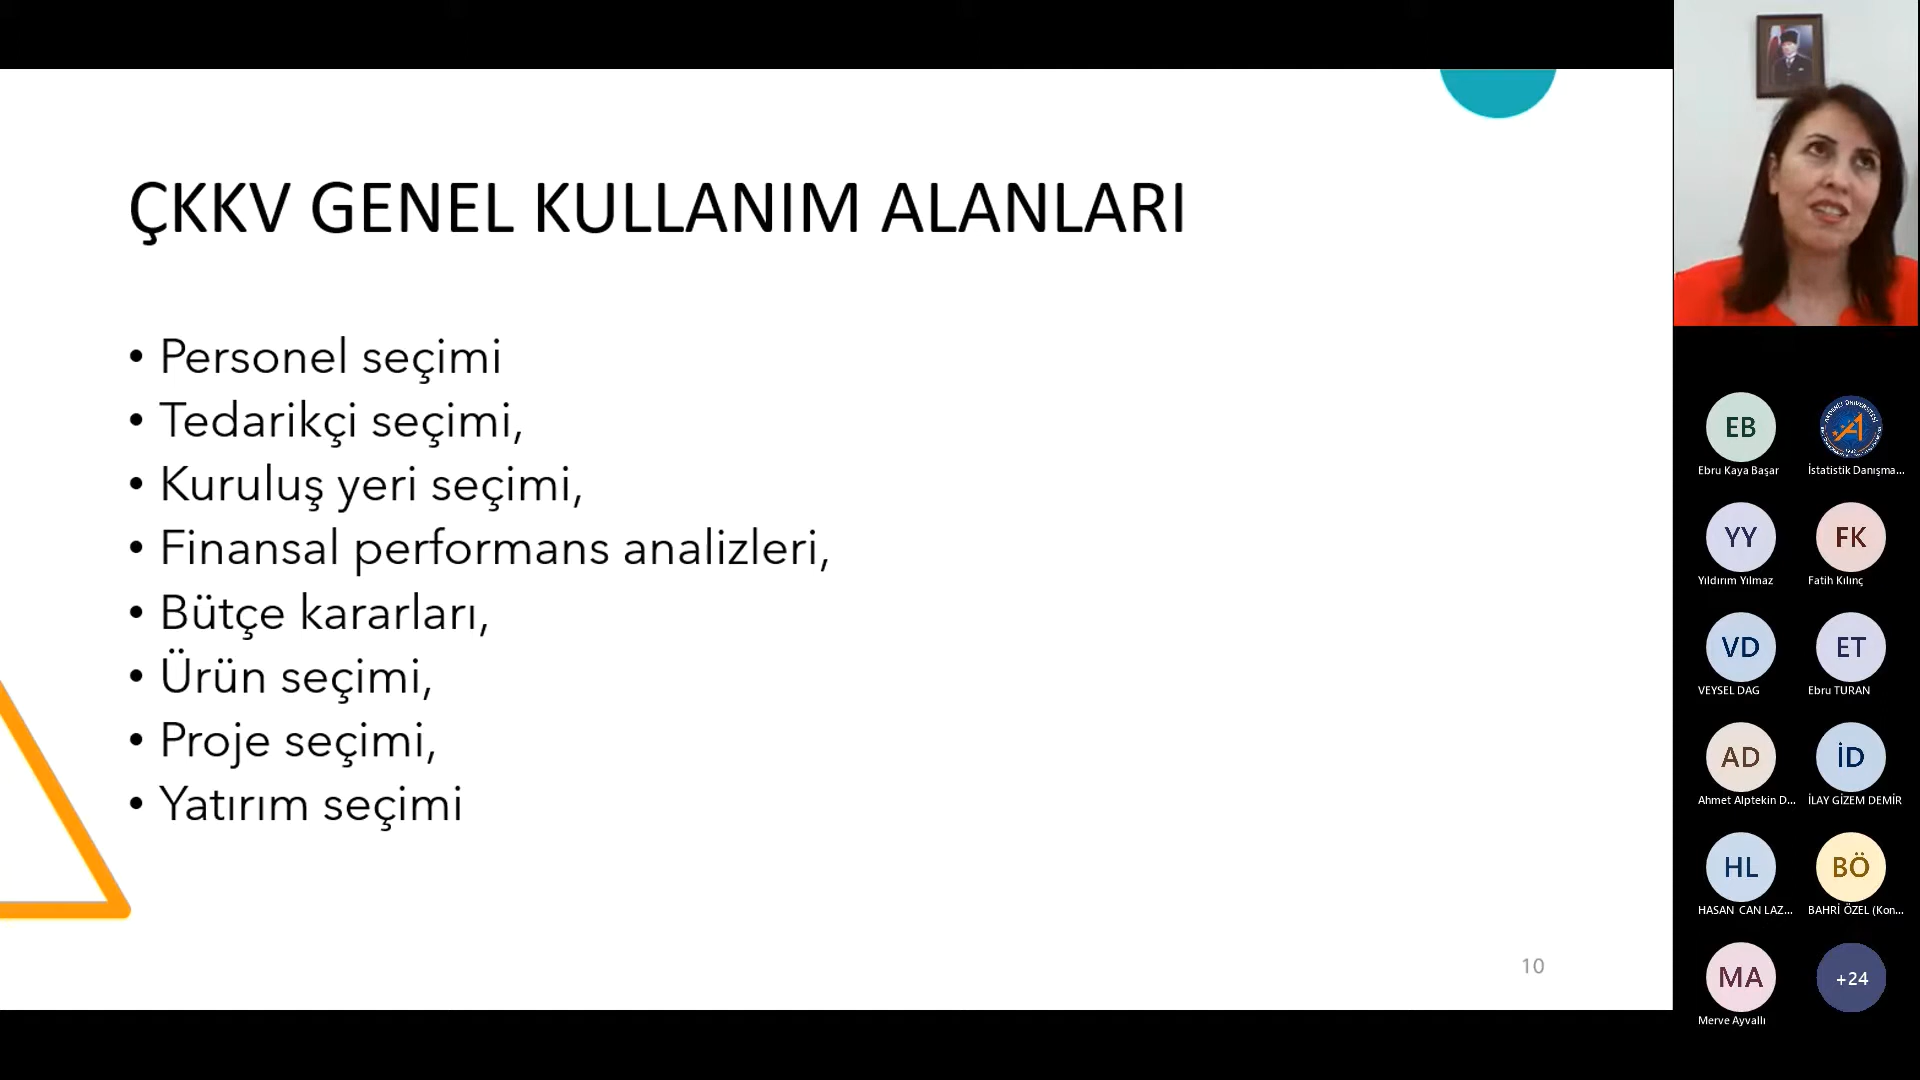 ÇKKV GENEL KULLANIM ALANLARI
• Personel seçimi
• Tedarikçi seçimi,
• Kuruluş yeri seçimi,
• Finansal performans analizleri,
• Bütçe kararları,
• Ürün seçimi,
• Proje seçimi,
• Yatırım seçimi
10
EB
Ebru Kaya Başar
İstatistik Danışma...
YY
Yıldırım Yılmaz
FK
Fatih Kılınç
VD
VEYSEL DAG
ET
Ebru TURAN
AD
Ahmet Alptekin D...
İD
İLAY GİZEM DEMİR
HL
HASAN CAN LAZ...
BÖ
BAHRİ ÖZEL (Kon...
MA
Merve Ayvallı
+24